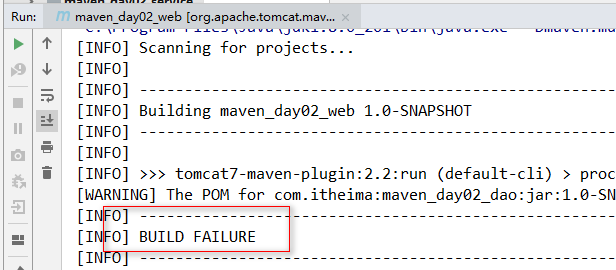 maven_day02_service
Run: maven_day02_web [org.apache.tomcat.mav... ×
[INFO] Scanning for projects...
[INFO]
[INFO] ------------------------------------------------
[INFO] Building maven_day02_web 1.0-SNAPSHOT
[INFO] ------------------------------------------------
[INFO]
[INFO] >>> tomcat7-maven-plugin:2.2:run (default-cli) > proc
[WARNING] The POM for com.itheima:maven_day02_dao:jar:1.0-SN
[INFO] ------------------------------------------------
[INFO] BUILD FAILURE
[INFO] ------------------------------------------------